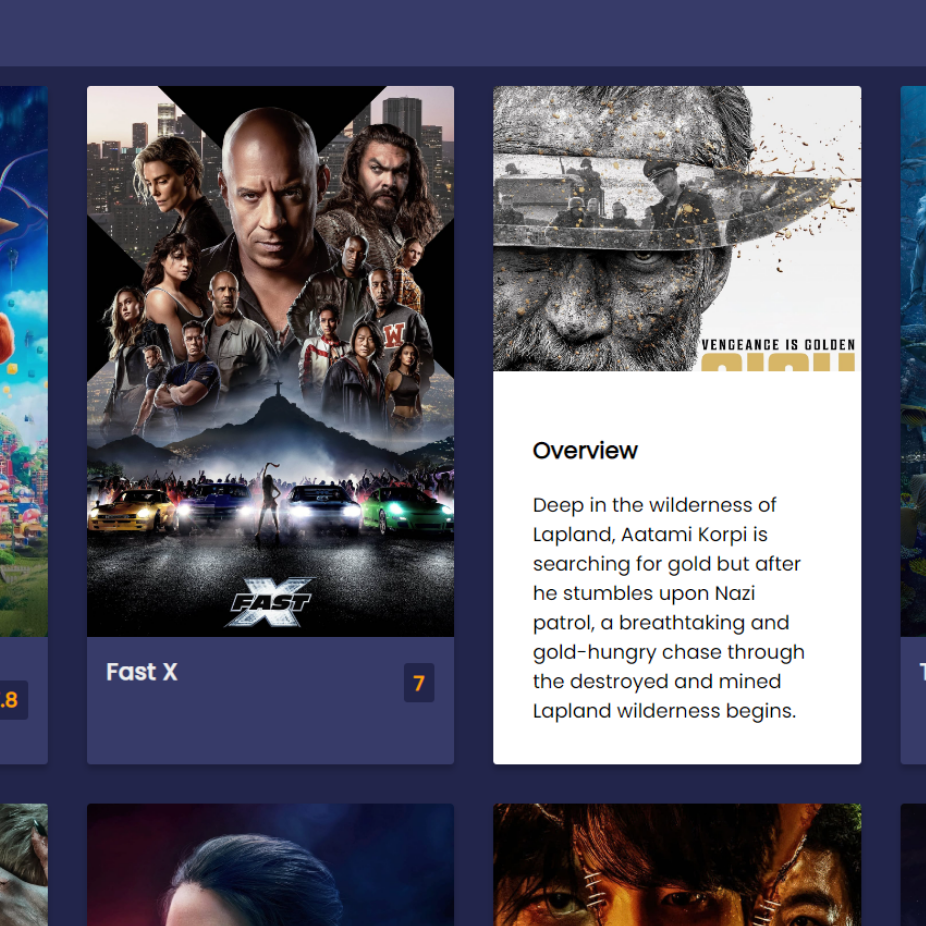 VENGEANCE IS GOLDEN
Overview
Deep in the wilderness of
Lapland, Aatami Korpi is
searching for gold but after
he stumbles upon Nazi
patrol, a breathtaking and
gold-hungry chase through
the destroyed and mined
Lapland wilderness begins.
FAST X
Fast X
7
.8